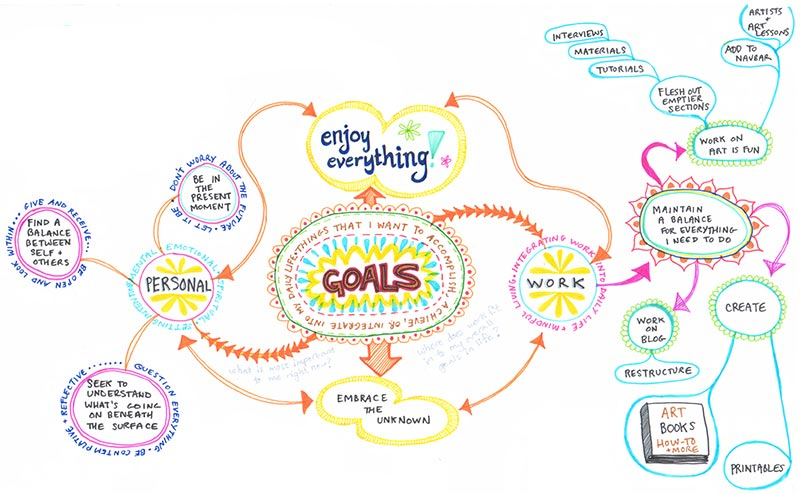 GOALS
THINGS THAT I WANT TO ACCOMPLISH, ACHIEVE OR INTEGRATE INTO MY DAILY LIFE •
enjoy
everything!
EMBRACE
THE
UNKNOWN
what is most important
to me right now?
Where does work fit
in to my overall
goals in life?
PERSONAL
MENTAL • EMOTIONAL • SPIRITUAL •
SETTING
BE IN
THE
PRESENT
MOMENT
DON'T WORRY ABOUT THE FUTURE, LET IT BE
FIND A
BALANCE
BETWEEN
SELF +
OTHERS
GIVE AND RECEIVE... BE OPEN AND LOOK WITHIN...
SEEK TO
UNDERSTAND
WHAT'S GOING
ON BENEATH
THE SURFACE
QUESTION EVERYTHING • BE CONTEMPLATIVE + REFLECTIVE........
WORK
MINDFUL LIVING • INTEGRATING WORK INTO DAILY LIFE +
MAINTAIN
A BALANCE
FOR EVERYTHING
I NEED TO DO
WORK ON
ART IS FUN
FLESH OUT
EMPTIER
SECTIONS
INTERVIEWS
MATERIALS
TUTORIALS
ADD TO
NAVBAR
ARTISTS
+
ART
LESSONS
WORK
ON
BLOG
RESTRUCTURE
CREATE
ART
BOOKS
HOW-TO
+MORE
PRINTABLES